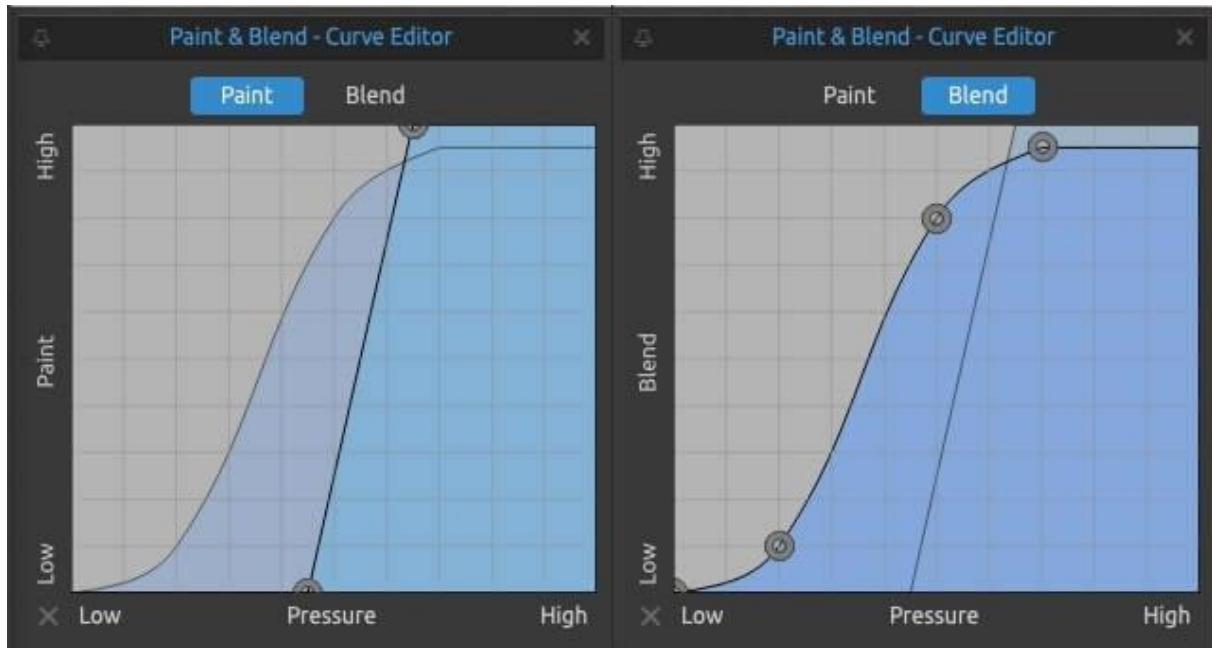 Paint & Blend - Curve Editor
Paint Blend
High
Paint
Low
Low Pressure High
Paint & Blend - Curve Editor
Paint Blend
High
Blend
Low
Low Pressure High